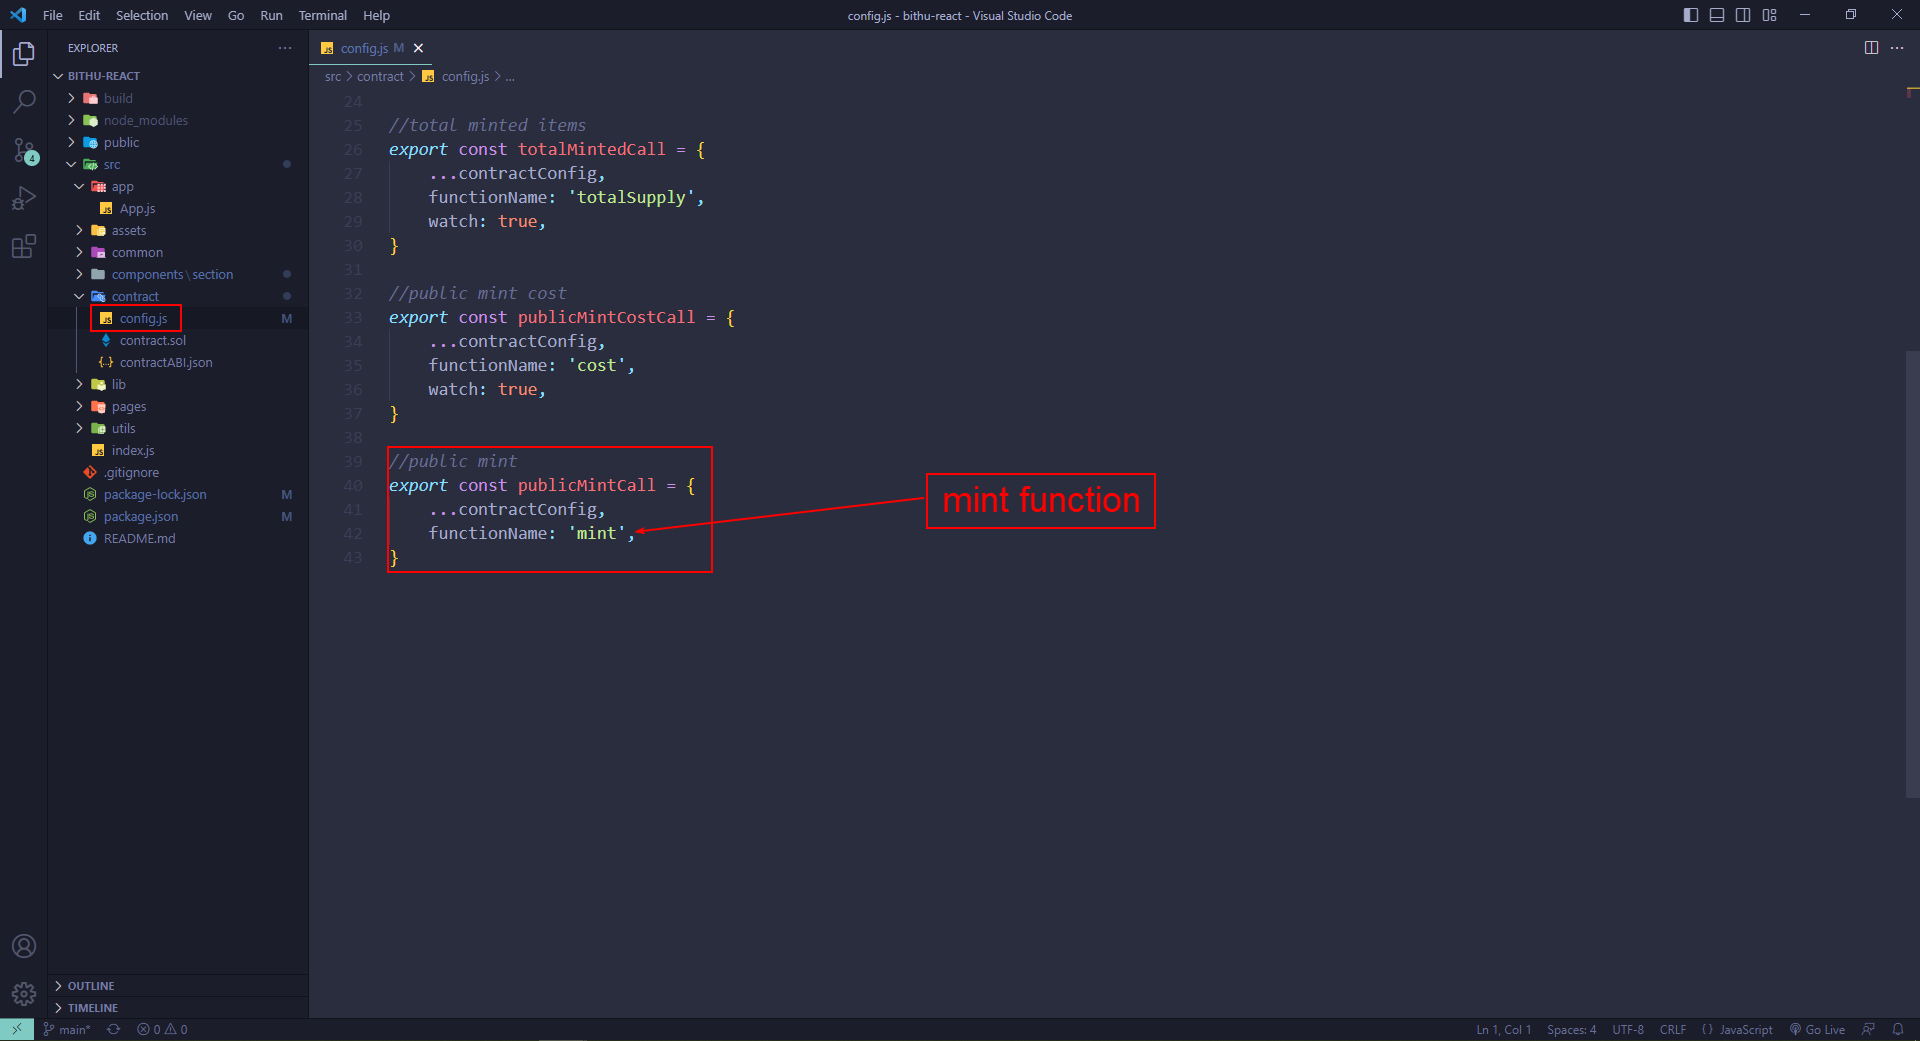 File Edit Selection View Go Run Terminal Help
config.js - bithu-react - Visual Studio Code
EXPLORER
BITHU-REACT
build
node_modules
public
src
app
App.js
assets
common
components \ section
contract
config.js M
contract.sol
contractABI.json
lib
pages
utils
index.js
.gitignore
package-lock.json M
package.json M
README.md
OUTLINE
TIMELINE
4
config.js M
src > contract > config.js > ...
24
25 //total minted items
26 export const totalMintedCall = {
27 ...contractConfig,
28 functionName: 'totalSupply',
29 watch: true,
30 }
31
32 //public mint cost
33 export const publicMintCostCall = {
34 ...contractConfig,
35 functionName: 'cost',
36 watch: true,
37 }
38
39 //public mint
40 export const publicMintCall = {
41 ...contractConfig,
42 functionName: 'mint',
43 }
mint function
main* 0 0
Ln 1, Col 1 Spaces: 4 UTF-8 CRLF {} JavaScript Go Live